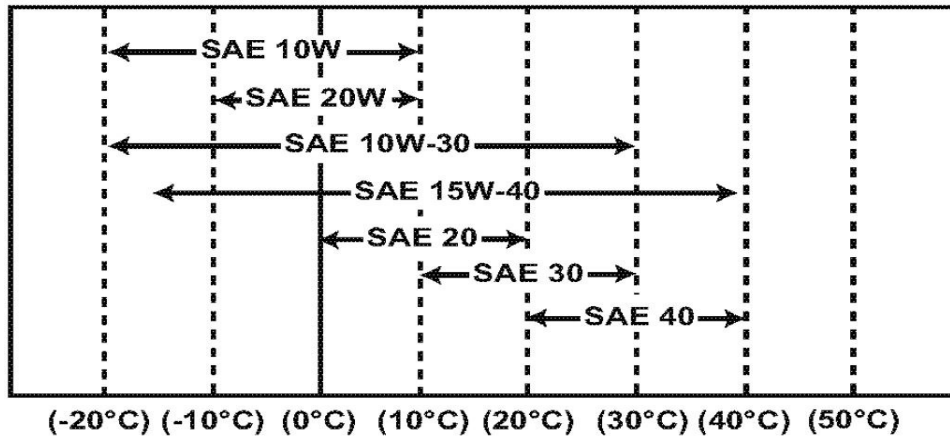 SAE 10W
SAE 20W
SAE 10W-30
SAE 15W-40
SAE 20
SAE 30
SAE 40
(-20°C) (-10°C) (0°C) (10°C) (20°C) (30°C) (40°C) (50°C)